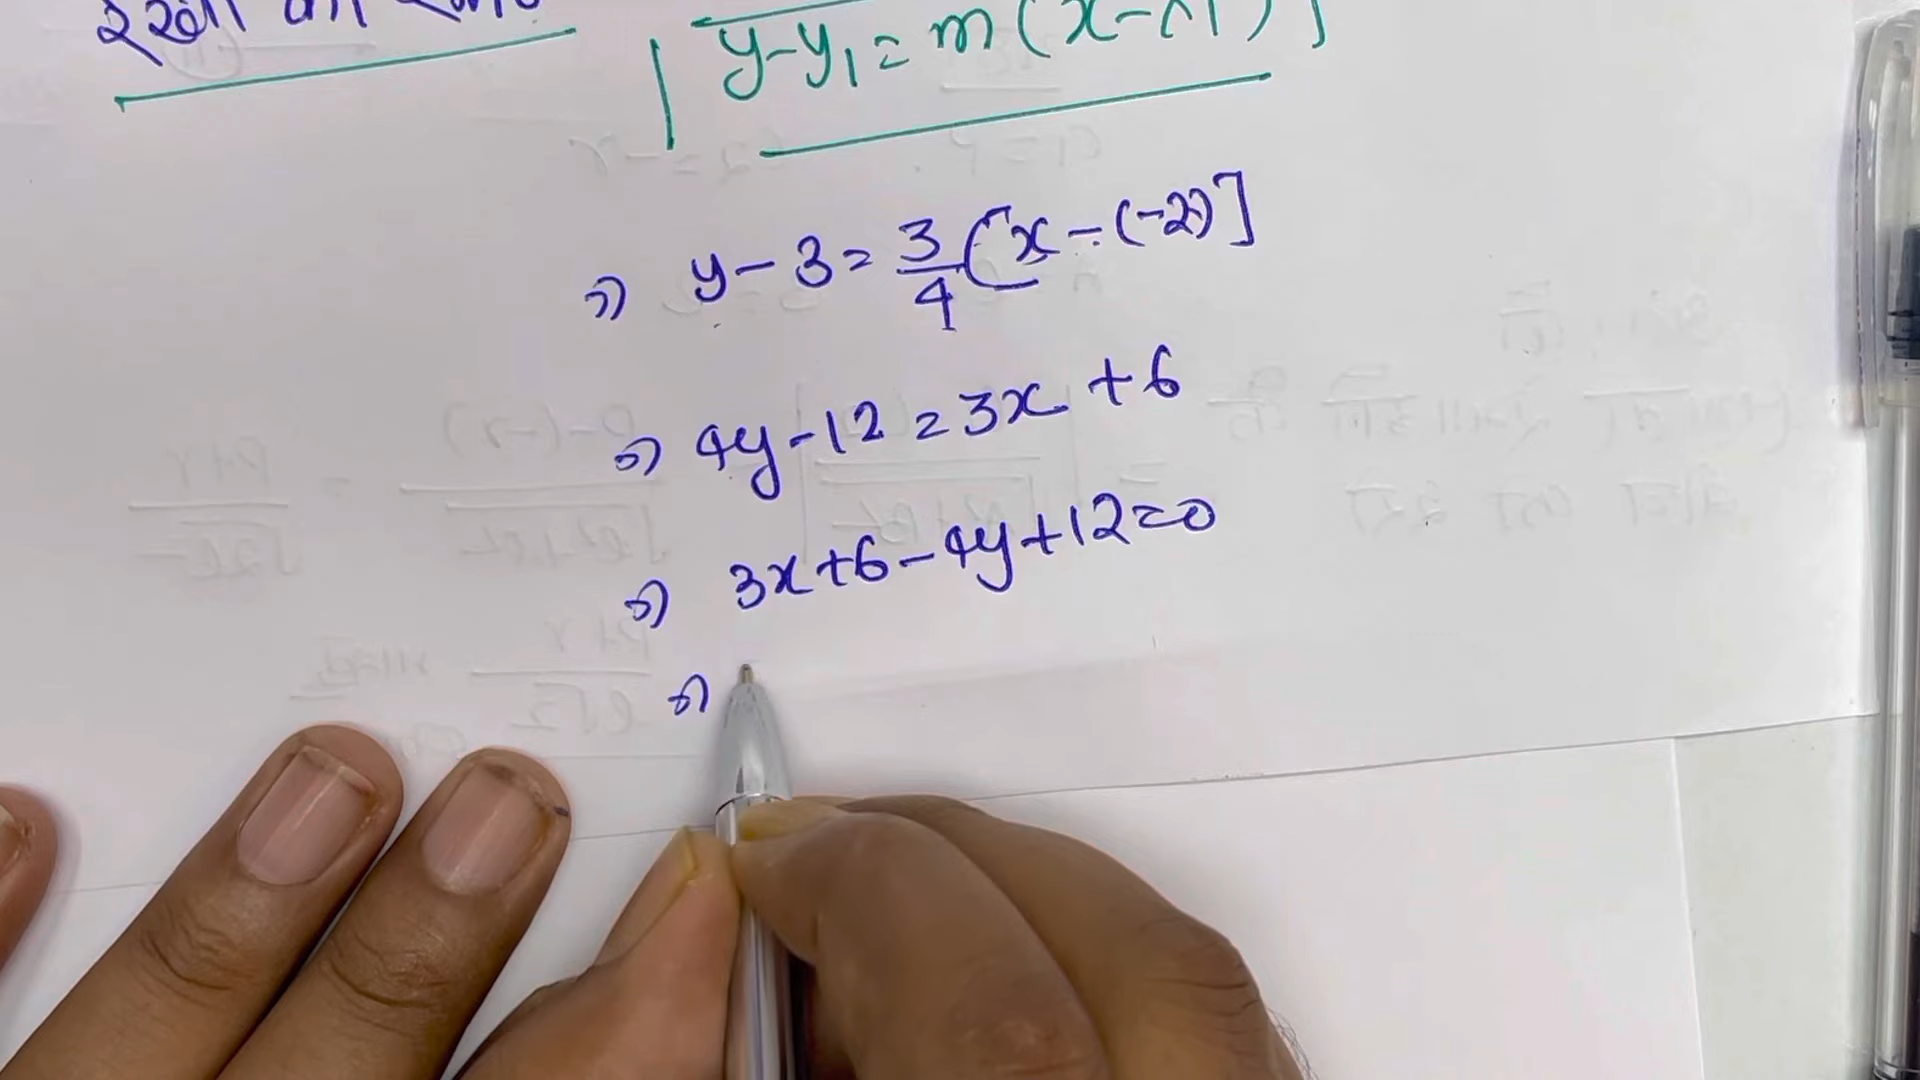 रेखा का
y-y₁ = m(x-x₁)]
⇒ y-3 = 3/4 [x-(-2)]
⇒ 4y-12 = 3x+6
⇒ 3x+6-4y+12=0
⇒